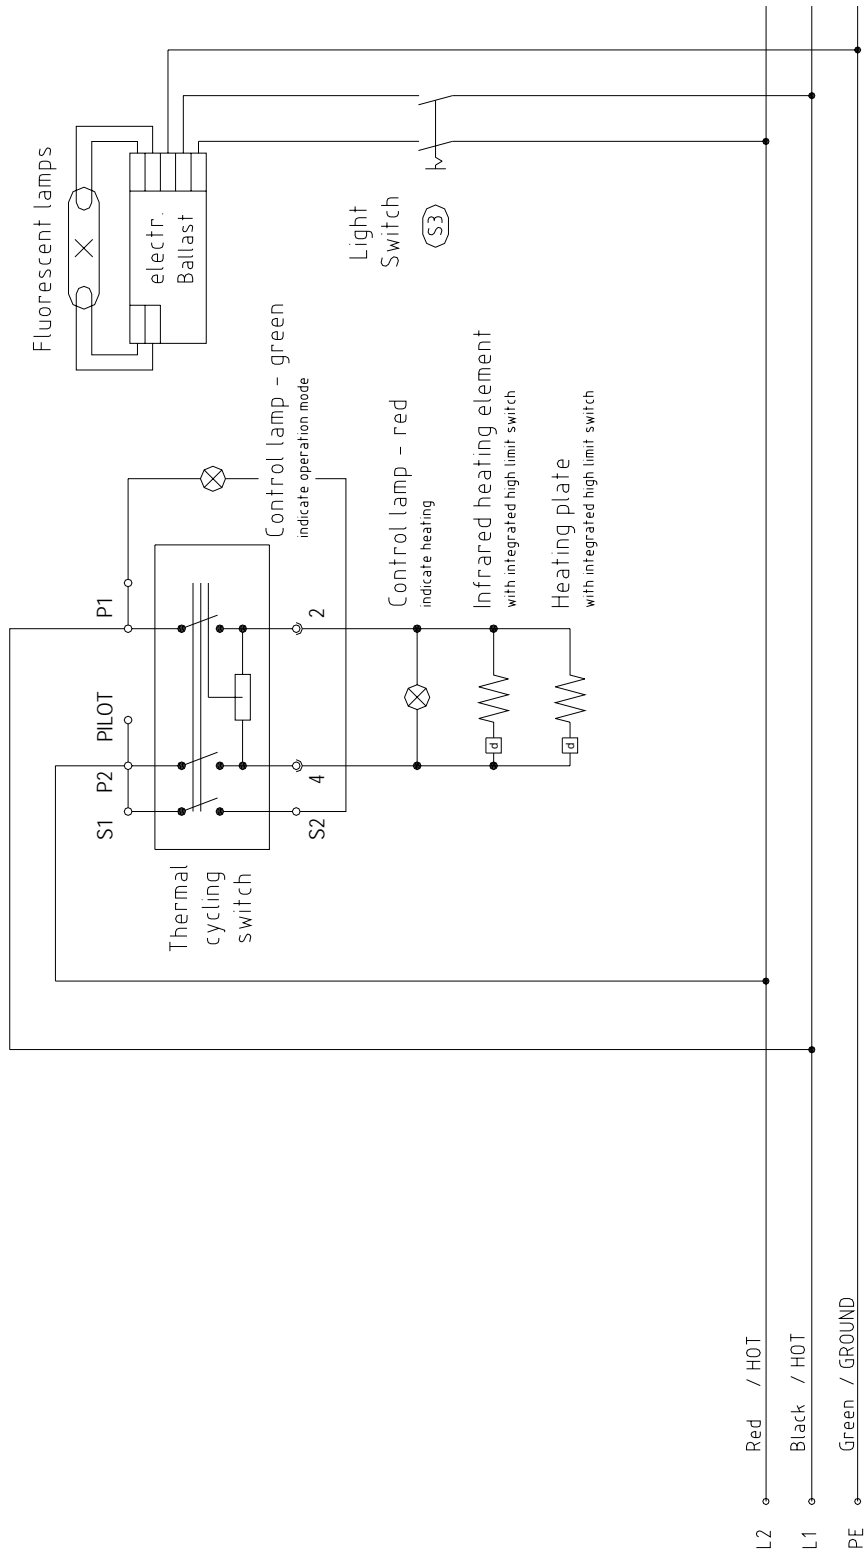 Fluorescent lamps
electr.
Ballast
Light
Switch
S3
Control lamp - green
indicate operation mode
Control lamp - red
indicate heating
Infrared heating element
with integrated high limit switch
Heating plate
with integrated high limit switch
P1
PILOT
P2
S1
2
4
S2
d
d
Thermal
cycling
switch
L2 Red / HOT
L1 Black / HOT
PE Green / GROUND